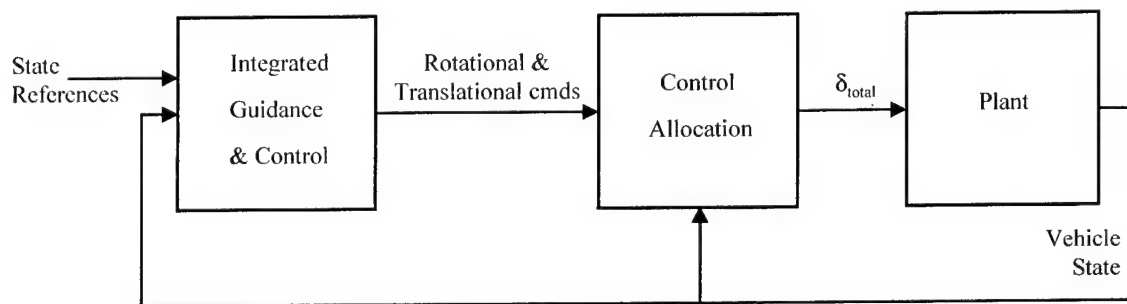 State
References
Integrated
Guidance
& Control
Rotational &
Translational cmds
Control
Allocation
δtotal
Plant
Vehicle
State